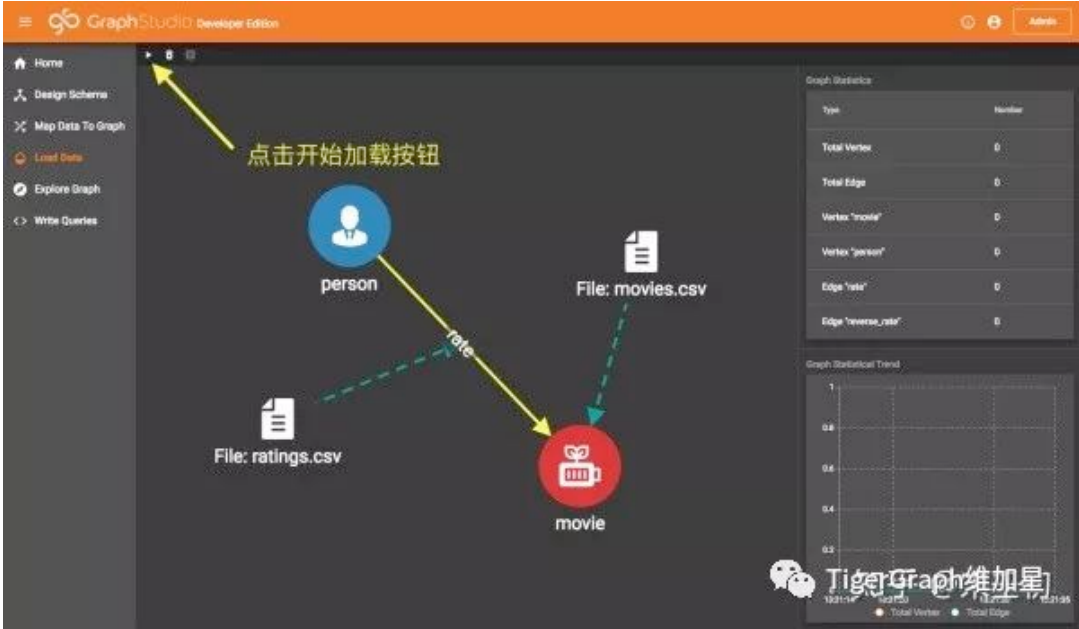 GraphStudio Developer Edition
Admin
Home
Design Schema
Map Data To Graph
Load Data
Explore Graph
Write Queries
点击开始加载按钮
person
File: movies.csv
rate
File: ratings.csv
movie
Graph Statistics
Type Number
Total Vertex 0
Total Edge 0
Vertex "movie" 0
Vertex "person" 0
Edge "rate" 0
Edge "reverse_rate" 0
Graph Statistical Trend
1
0.8
0.6
0.4
0.2
TigerGraph维加星
Total Vertex Total Edge